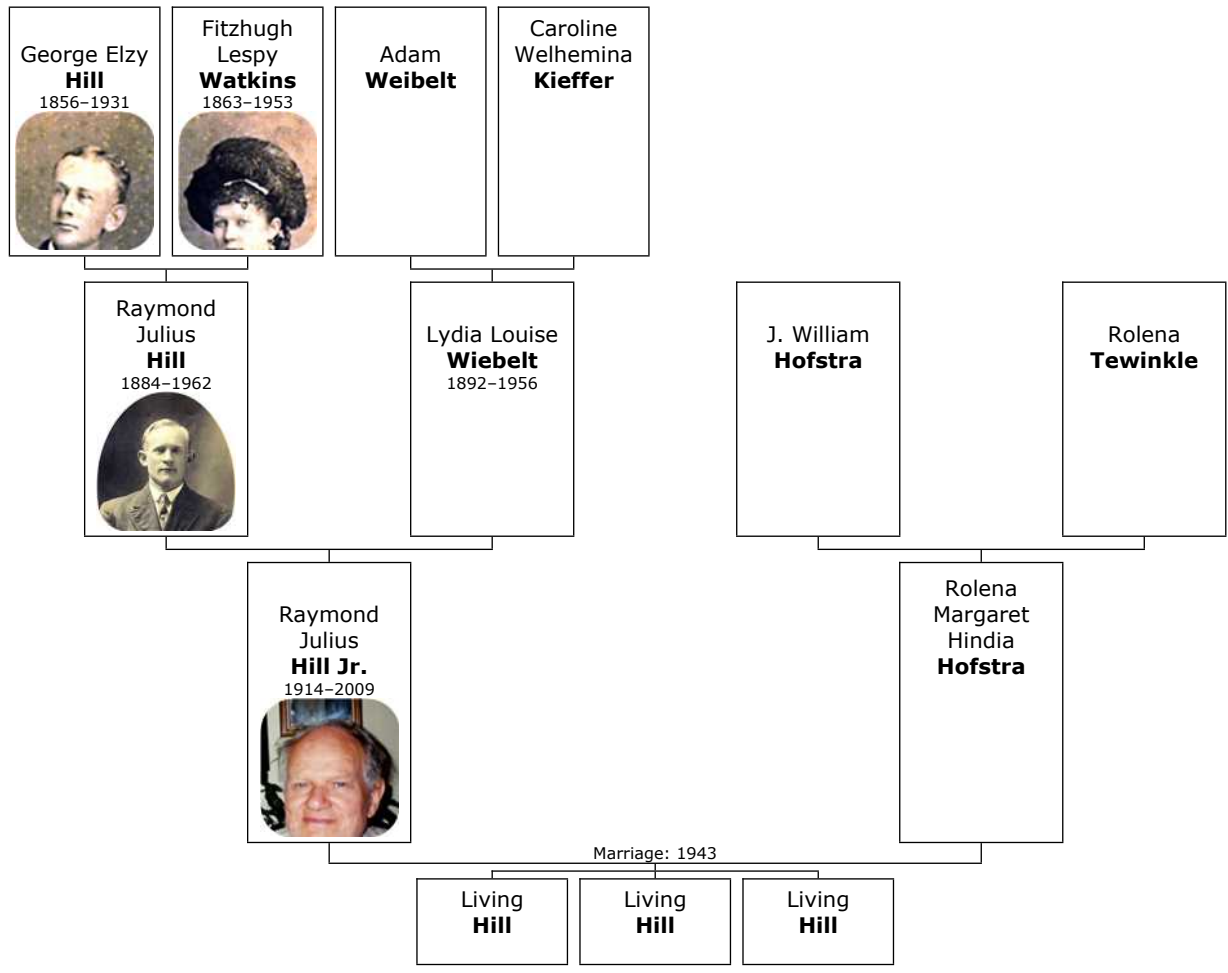 George Elzy
Hill
1856–1931
Fitzhugh
Lespy
Watkins
1863–1953
Adam
Weibelt
Caroline
Welhemina
Kieffer
Raymond
Julius
Hill
1884–1962
Lydia Louise
Wiebelt
1892–1956
J. William
Hofstra
Rolena
Tewinkle
Raymond
Julius
Hill Jr.
1914–2009
Rolena
Margaret
Hindia
Hofstra
Marriage: 1943
Living
Hill
Living
Hill
Living
Hill